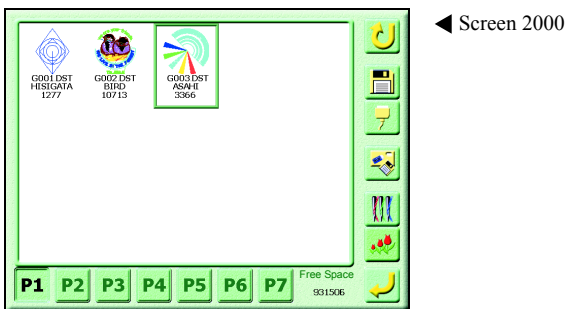 ◀ Screen 2000
G001 DST
HISIGATA
1277
G002 DST
BIRD
10713
G003 DST
ASAHI
3366
P1 P2 P3 P4 P5 P6 P7
Free Space
931506